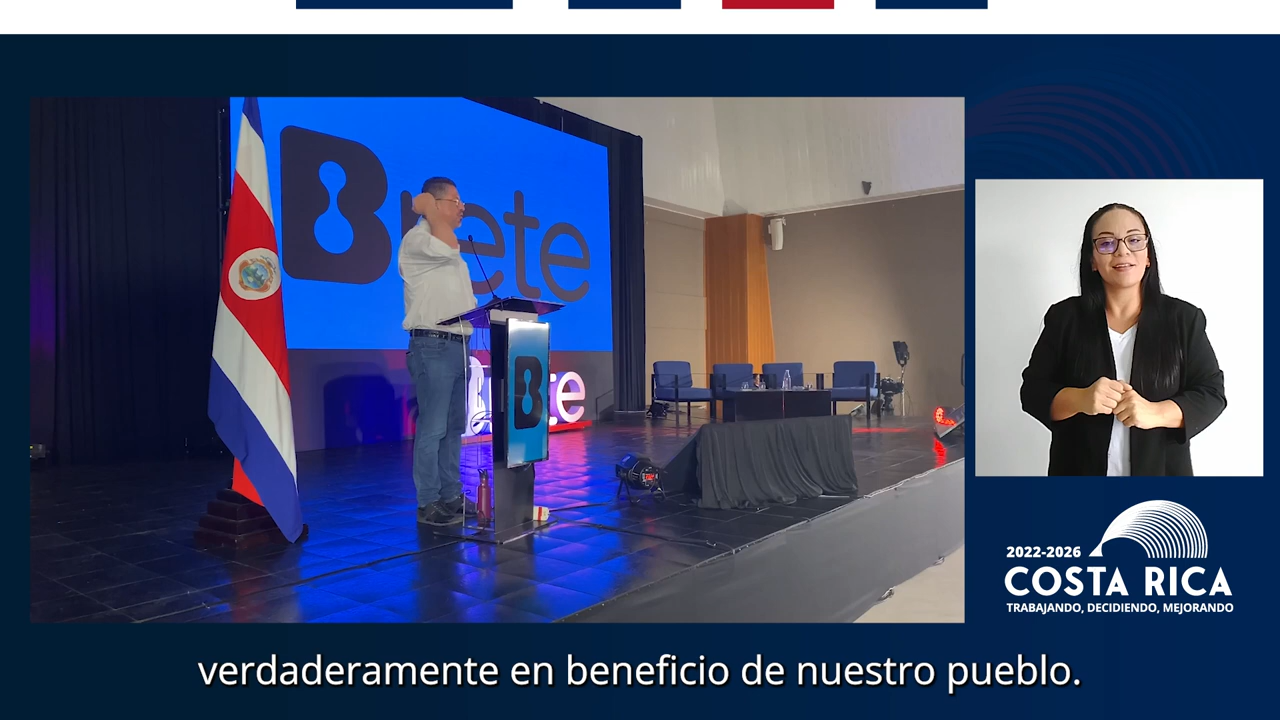 Brete
B
Brete
2022-2026
COSTA RICA
TRABAJANDO, DECIDIENDO, MEJORANDO
verdaderamente en beneficio de nuestro pueblo.